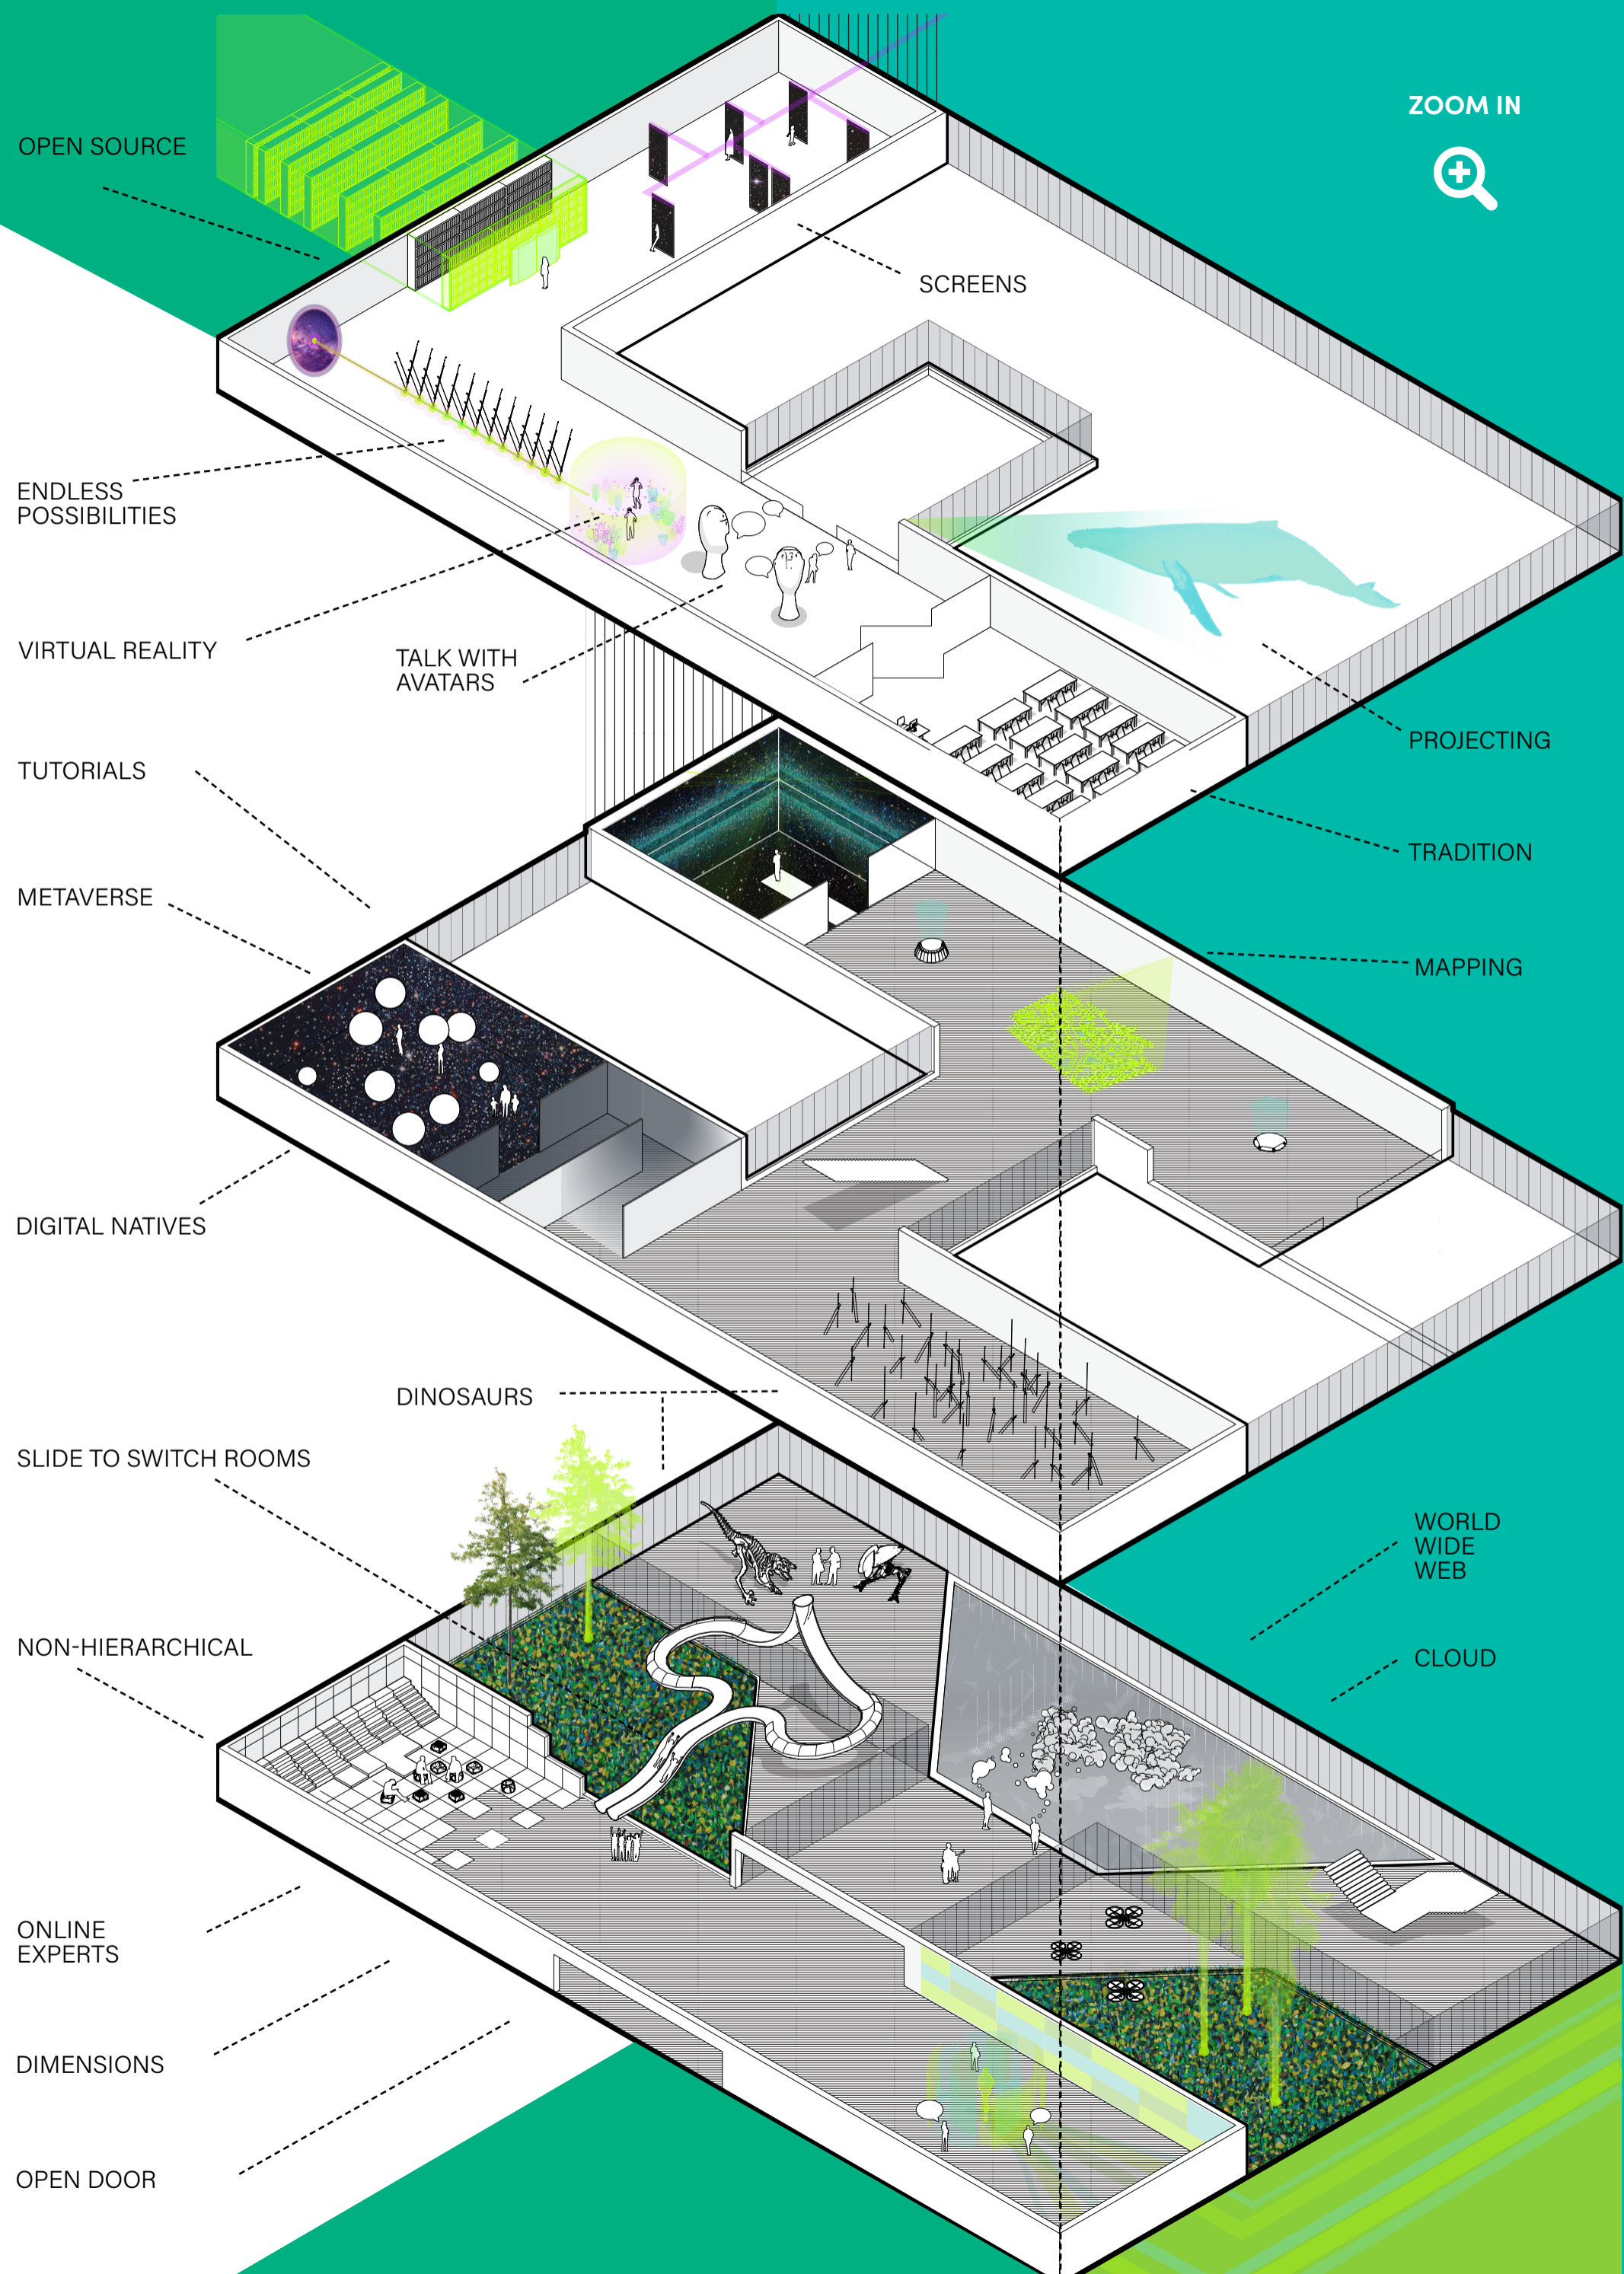 ZOOM IN
OPEN SOURCE
SCREENS
ENDLESS
POSSIBILITIES
VIRTUAL REALITY
TALK WITH
AVATARS
PROJECTING
TUTORIALS
TRADITION
METAVERSE
MAPPING
DIGITAL NATIVES
DINOSAURS
SLIDE TO SWITCH ROOMS
WORLD
WIDE
WEB
NON-HIERARCHICAL
CLOUD
ONLINE
EXPERTS
DIMENSIONS
OPEN DOOR